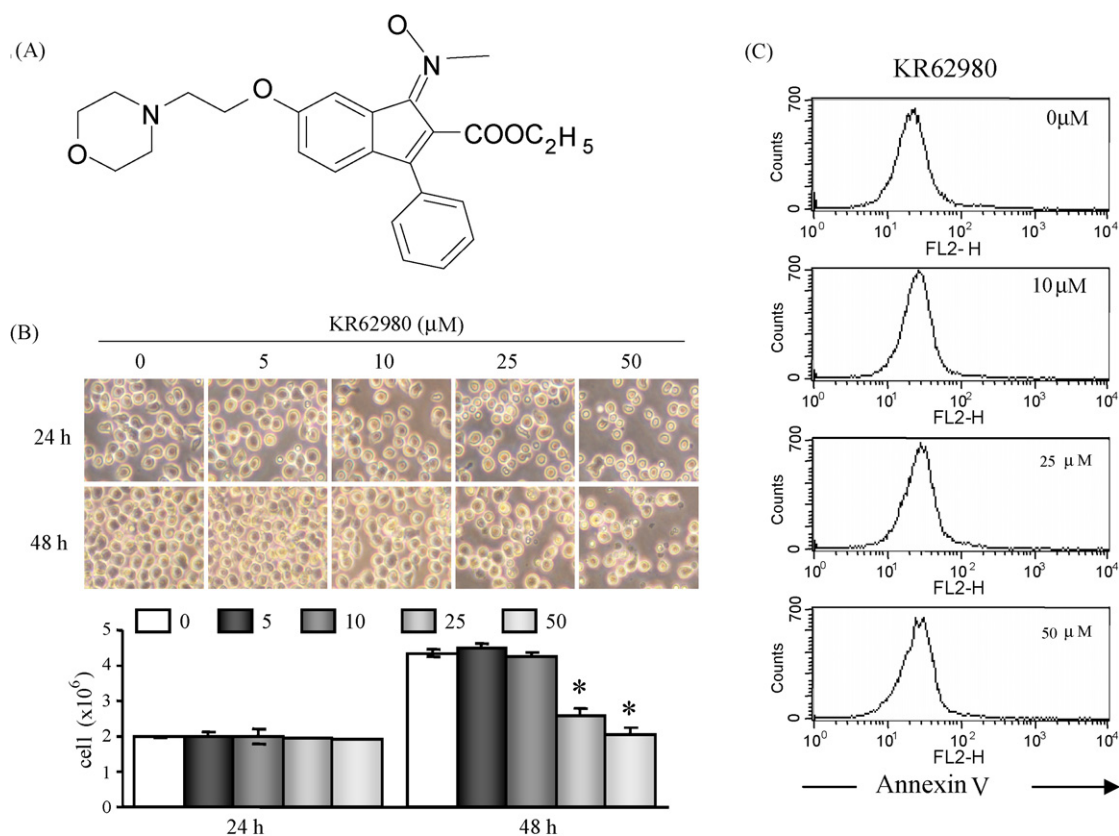 (A)
O
N
N
O
O
COOC2H5
(B)
KR62980 (μM)
0 5 10 25 50
24 h
48 h
0 5 10 25 50
cell (x10^6)
5
4
3
2
1
0
* *
24 h 48 h
(C)
KR62980
700
0μM
Counts
0
10^0 10^1 10^2 10^3 10^4
FL2- H
700
10 μM
Counts
0
10^0 10^1 10^2 10^3 10^4
FL2-H
700
25 μ M
Counts
0
10^0 10^1 10^2 10^3 10^4
FL2-H
700
50 μ M
Counts
0
10^0 10^1 10^2 10^3 10^4
FL2-H
Annexin V